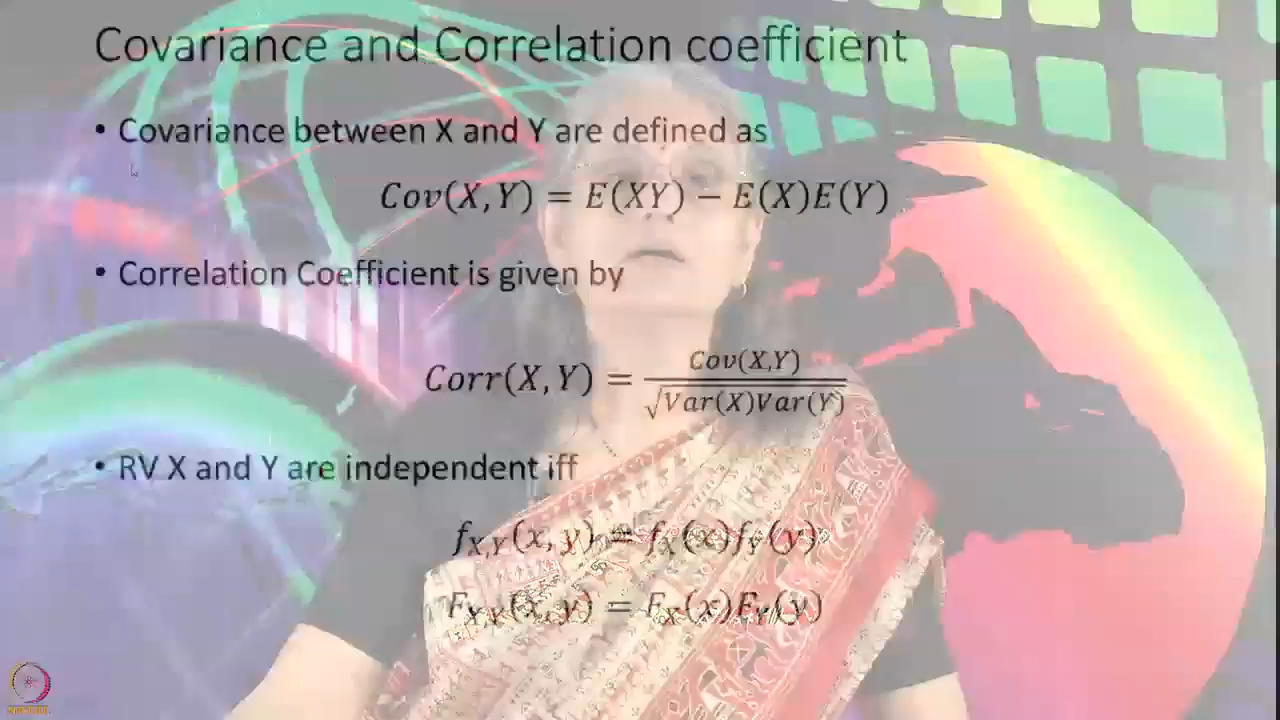 Covariance and Correlation coefficient
• Covariance between X and Y are defined as
Cov(X,Y) = E(XY) − E(X)E(Y)
• Correlation Coefficient is given by
Corr(X,Y) = Cov(X,Y) / √Var(X)Var(Y)
• RV X and Y are independent iff
f_{X,Y}(x,y) = f_X(x)f_Y(y)
F_{X,Y}(x,y) = F_X(x)F_Y(y)